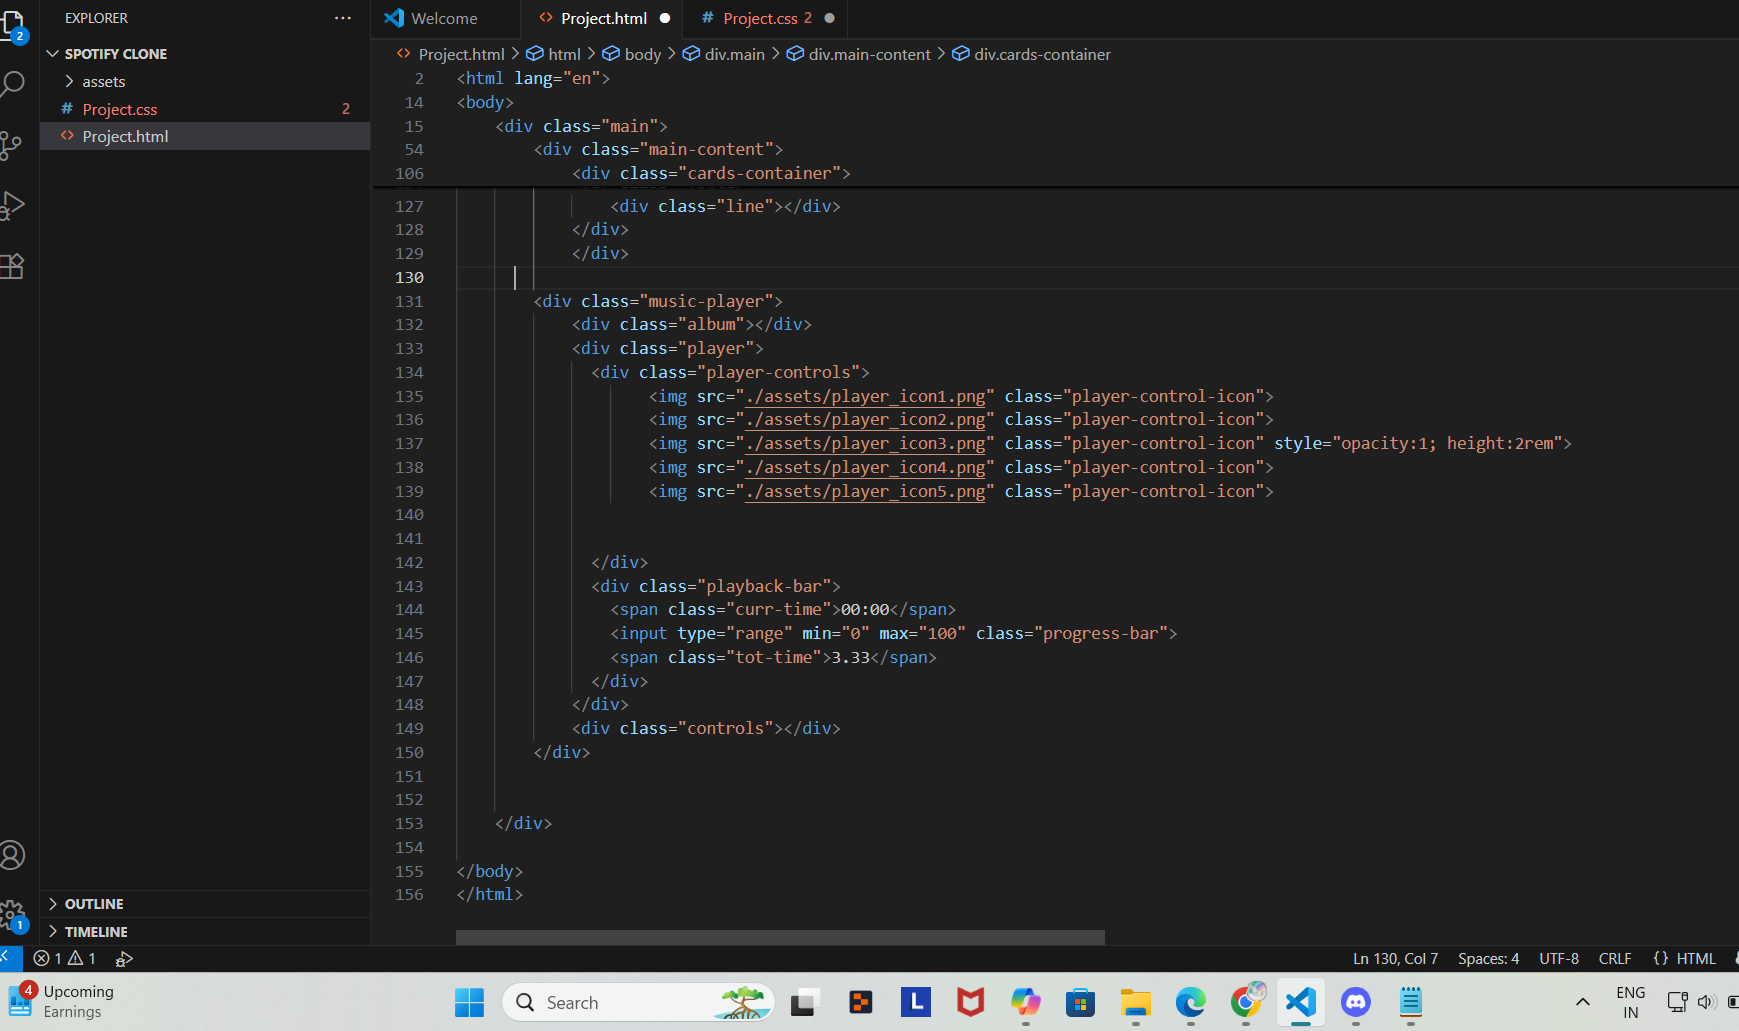 EXPLORER
SPOTIFY CLONE
assets
# Project.css 2
<> Project.html
OUTLINE
TIMELINE
Welcome
<> Project.html
# Project.css 2
<> Project.html > html > body > div.main > div.main-content > div.cards-container
2 <html lang="en">
14 <body>
15 <div class="main">
54 <div class="main-content">
106 <div class="cards-container">
127 <div class="line"></div>
128 </div>
129 </div>
130
131 <div class="music-player">
132 <div class="album"></div>
133 <div class="player">
134 <div class="player-controls">
135 <img src="./assets/player_icon1.png" class="player-control-icon">
136 <img src="./assets/player_icon2.png" class="player-control-icon">
137 <img src="./assets/player_icon3.png" class="player-control-icon" style="opacity:1; height:2rem">
138 <img src="./assets/player_icon4.png" class="player-control-icon">
139 <img src="./assets/player_icon5.png" class="player-control-icon">
140
141
142 </div>
143 <div class="playback-bar">
144 <span class="curr-time">00:00</span>
145 <input type="range" min="0" max="100" class="progress-bar">
146 <span class="tot-time">3.33</span>
147 </div>
148 </div>
149 <div class="controls"></div>
150 </div>
151
152
153 </div>
154
155 </body>
156 </html>
2
1
1 1
Ln 130, Col 7 Spaces: 4 UTF-8 CRLF {} HTML
4
Upcoming
Earnings
Search
L
ENG
IN